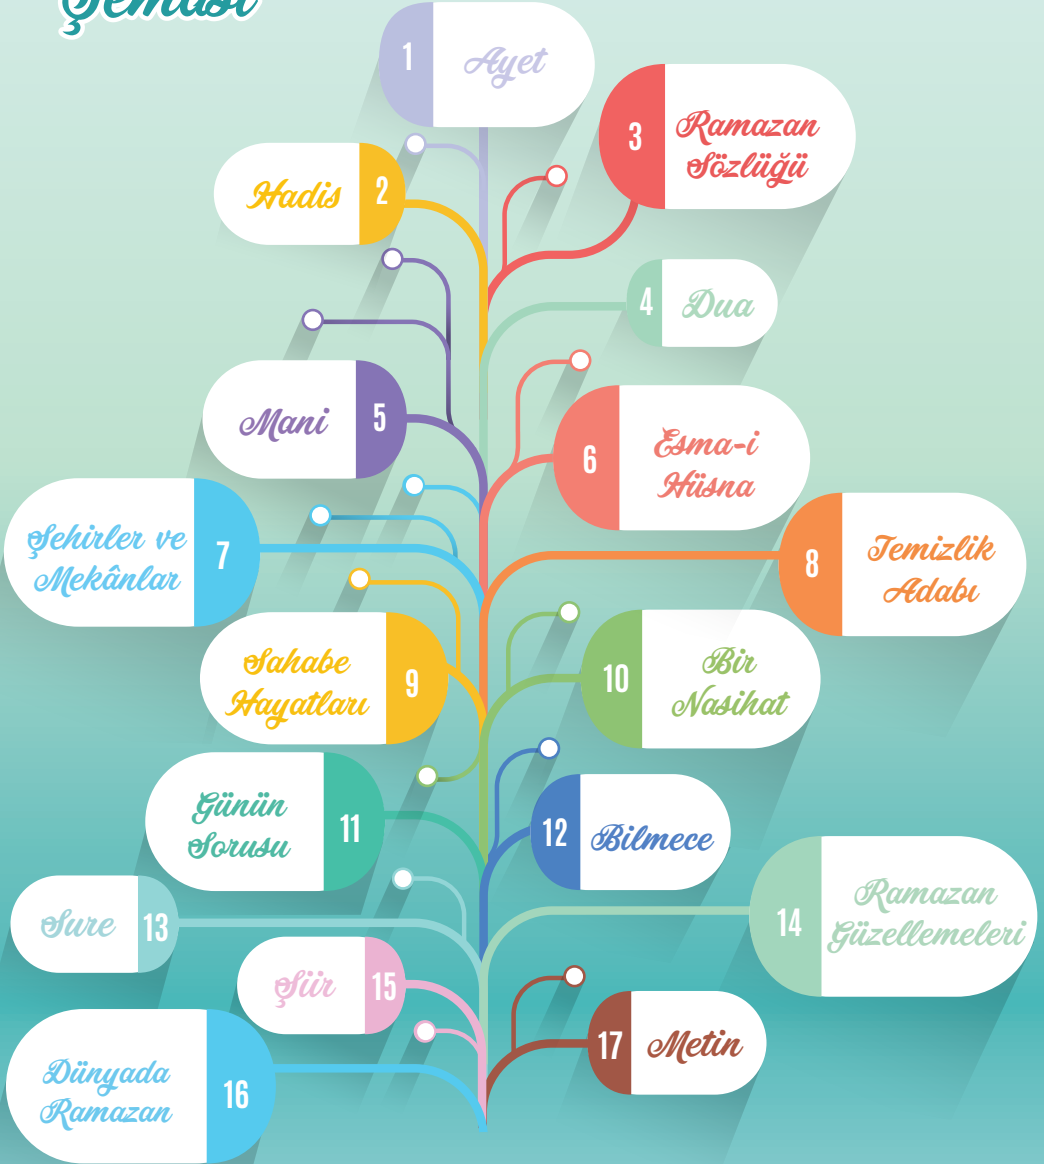 Şeması
1
Ayet
2
Hadis
3
Ramazan
Sözlüğü
4
Dua
5
Mani
6
Esma-i
Hüsna
7
Şehirler ve
Mekânlar
8
Temizlik
Adabı
9
Sahabe
Hayatları
10
Bir
Nasihat
11
Günün
Sorusu
12
Bilmece
13
Sure
14
Ramazan
Güzellemeleri
15
Şiir
16
Dünyada
Ramazan
17
Metin